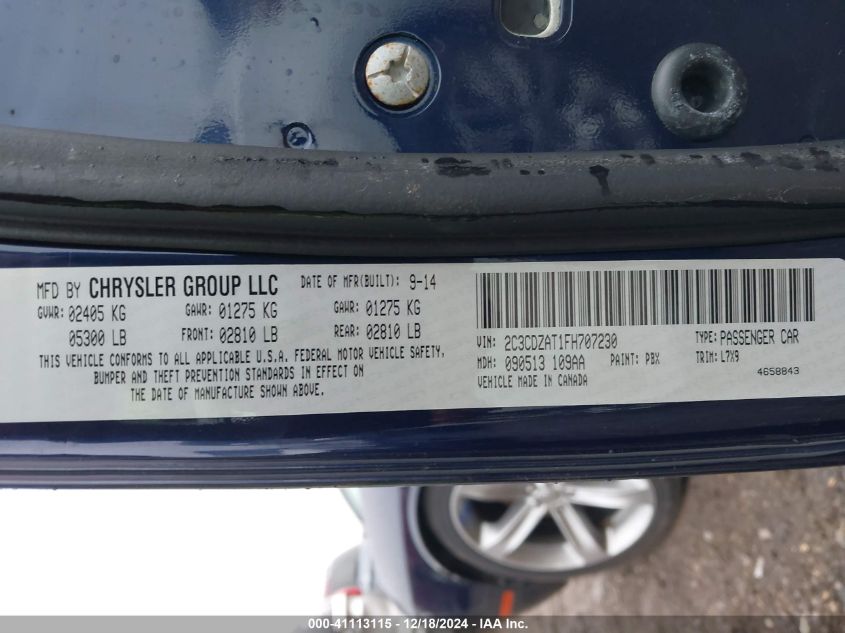 MFD BY CHRYSLER GROUP LLC DATE OF MFR(BUILT): 9-14
GVWR: 02405 KG GAWR: 01275 KG GAWR: 01275 KG
05300 LB FRONT: 02810 LB REAR: 02810 LB
THIS VEHICLE CONFORMS TO ALL APPLICABLE U.S.A. FEDERAL MOTOR VEHICLE SAFETY,
BUMPER AND THEFT PREVENTION STANDARDS IN EFFECT ON
THE DATE OF MANUFACTURE SHOWN ABOVE.
VIN: 2C3CDZAT1FH707230 TYPE: PASSENGER CAR
MDH: 090513 109AA PAINT: PBX TRIM: L7X9
VEHICLE MADE IN CANADA 4658843
000-41113115 - 12/18/2024 - IAA Inc.